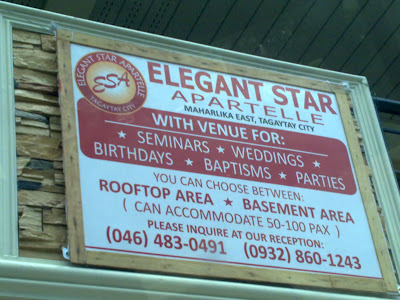 ELEGANT STAR APARTELLE
ESA
TAGAYTAY CITY
ELEGANT STAR
APARTELLE
MAHARLIKA EAST, TAGAYTAY CITY
WITH VENUE FOR:
★ SEMINARS ★ WEDDINGS ★
BIRTHDAYS ★ BAPTISMS ★ PARTIES
YOU CAN CHOOSE BETWEEN:
ROOFTOP AREA ★ BASEMENT AREA
( CAN ACCOMMODATE 50-100 PAX )
PLEASE INQUIRE AT OUR RECEPTION:
(046) 483-0491 (0932) 860-1243